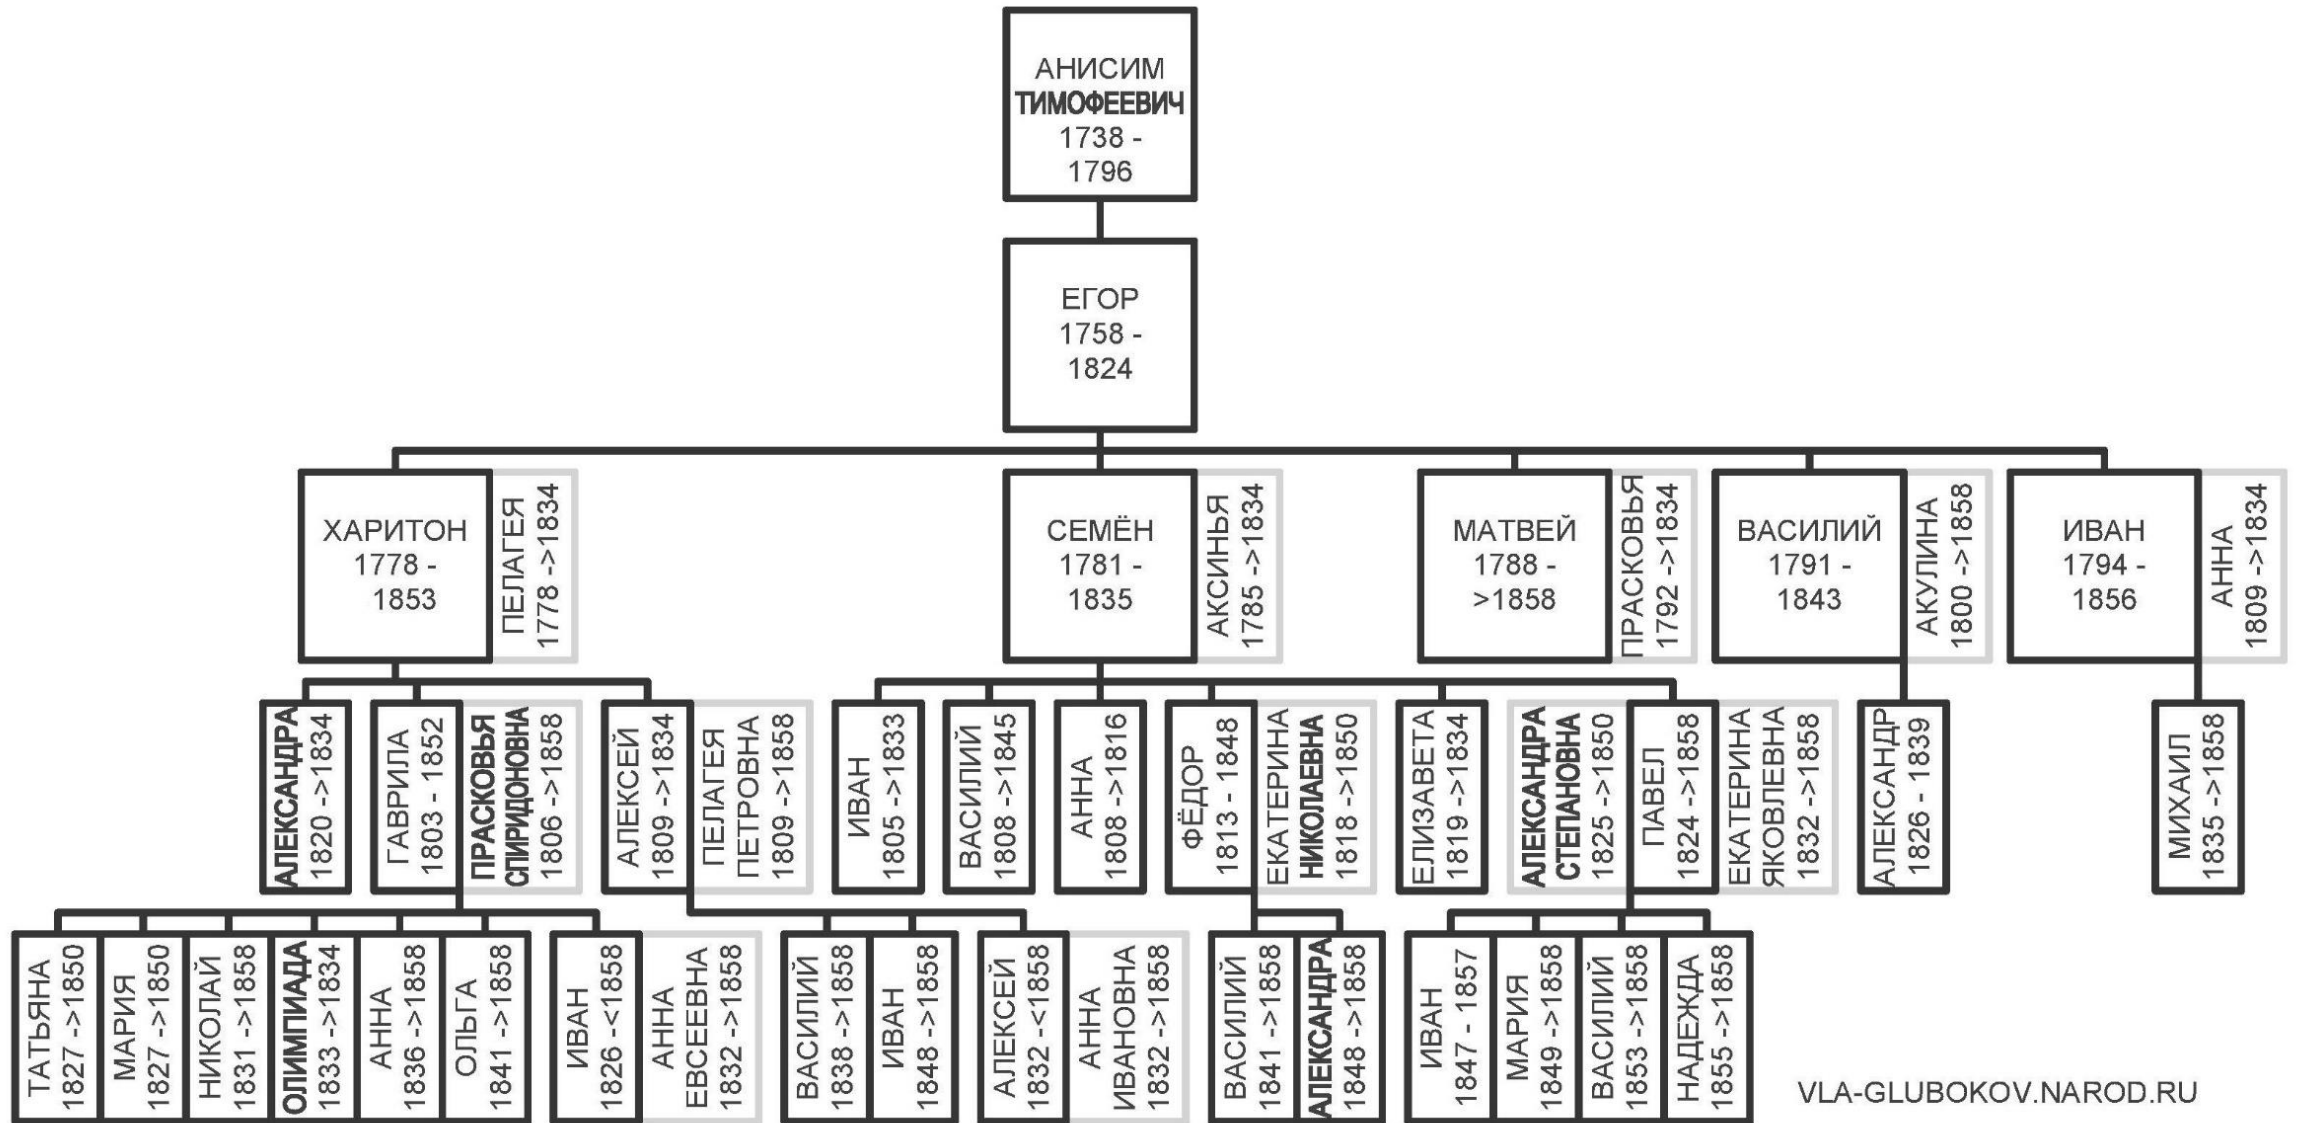 АНИСИМ
ТИМОФЕЕВИЧ
1738 -
1796
ЕГОР
1758 -
1824
ХАРИТОН
1778 -
1853
ПЕЛАГЕЯ
1778 ->1834
СЕМЁН
1781 -
1835
АКСИНЬЯ
1785 ->1834
МАТВЕЙ
1788 -
>1858
ПРАСКОВЬЯ
1792 ->1834
ВАСИЛИЙ
1791 -
1843
АКУЛИНА
1800 ->1858
ИВАН
1794 -
1856
АННА
1809 ->1834
АЛЕКСАНДРА
1820 ->1834
ГАВРИЛА
1803 - 1852
ПРАСКОВЬЯ
СПИРИДОНОВНА
1806 ->1858
АЛЕКСЕЙ
1809 ->1834
ПЕЛАГЕЯ
ПЕТРОВНА
1809 ->1858
ИВАН
1805 ->1833
ВАСИЛИЙ
1808 ->1845
АННА
1808 ->1816
ФЁДОР
1813 - 1848
ЕКАТЕРИНА
НИКОЛАЕВНА
1818 ->1850
ЕЛИЗАВЕТА
1819 ->1834
АЛЕКСАНДРА
СТЕПАНОВНА
1825 ->1850
ПАВЕЛ
1824 ->1858
ЕКАТЕРИНА
ЯКОВЛЕВНА
1832 ->1858
АЛЕКСАНДР
1826 - 1839
МИХАИЛ
1835 ->1858
ТАТЬЯНА
1827 ->1850
МАРИЯ
1827 ->1850
НИКОЛАЙ
1831 ->1858
ОЛИМПИАДА
1833 ->1834
АННА
1836 ->1858
ОЛЬГА
1841 ->1858
ИВАН
1826 -<1858
АННА
ЕВСЕЕВНА
1832 ->1858
ВАСИЛИЙ
1838 ->1858
ИВАН
1848 ->1858
АЛЕКСЕЙ
1832 -<1858
АННА
ИВАНОВНА
1832 ->1858
ВАСИЛИЙ
1841 ->1858
АЛЕКСАНДРА
1848 ->1858
ИВАН
1847 - 1857
МАРИЯ
1849 ->1858
ВАСИЛИЙ
1853 ->1858
НАДЕЖДА
1855 ->1858
VLA-GLUBOKOV.NAROD.RU